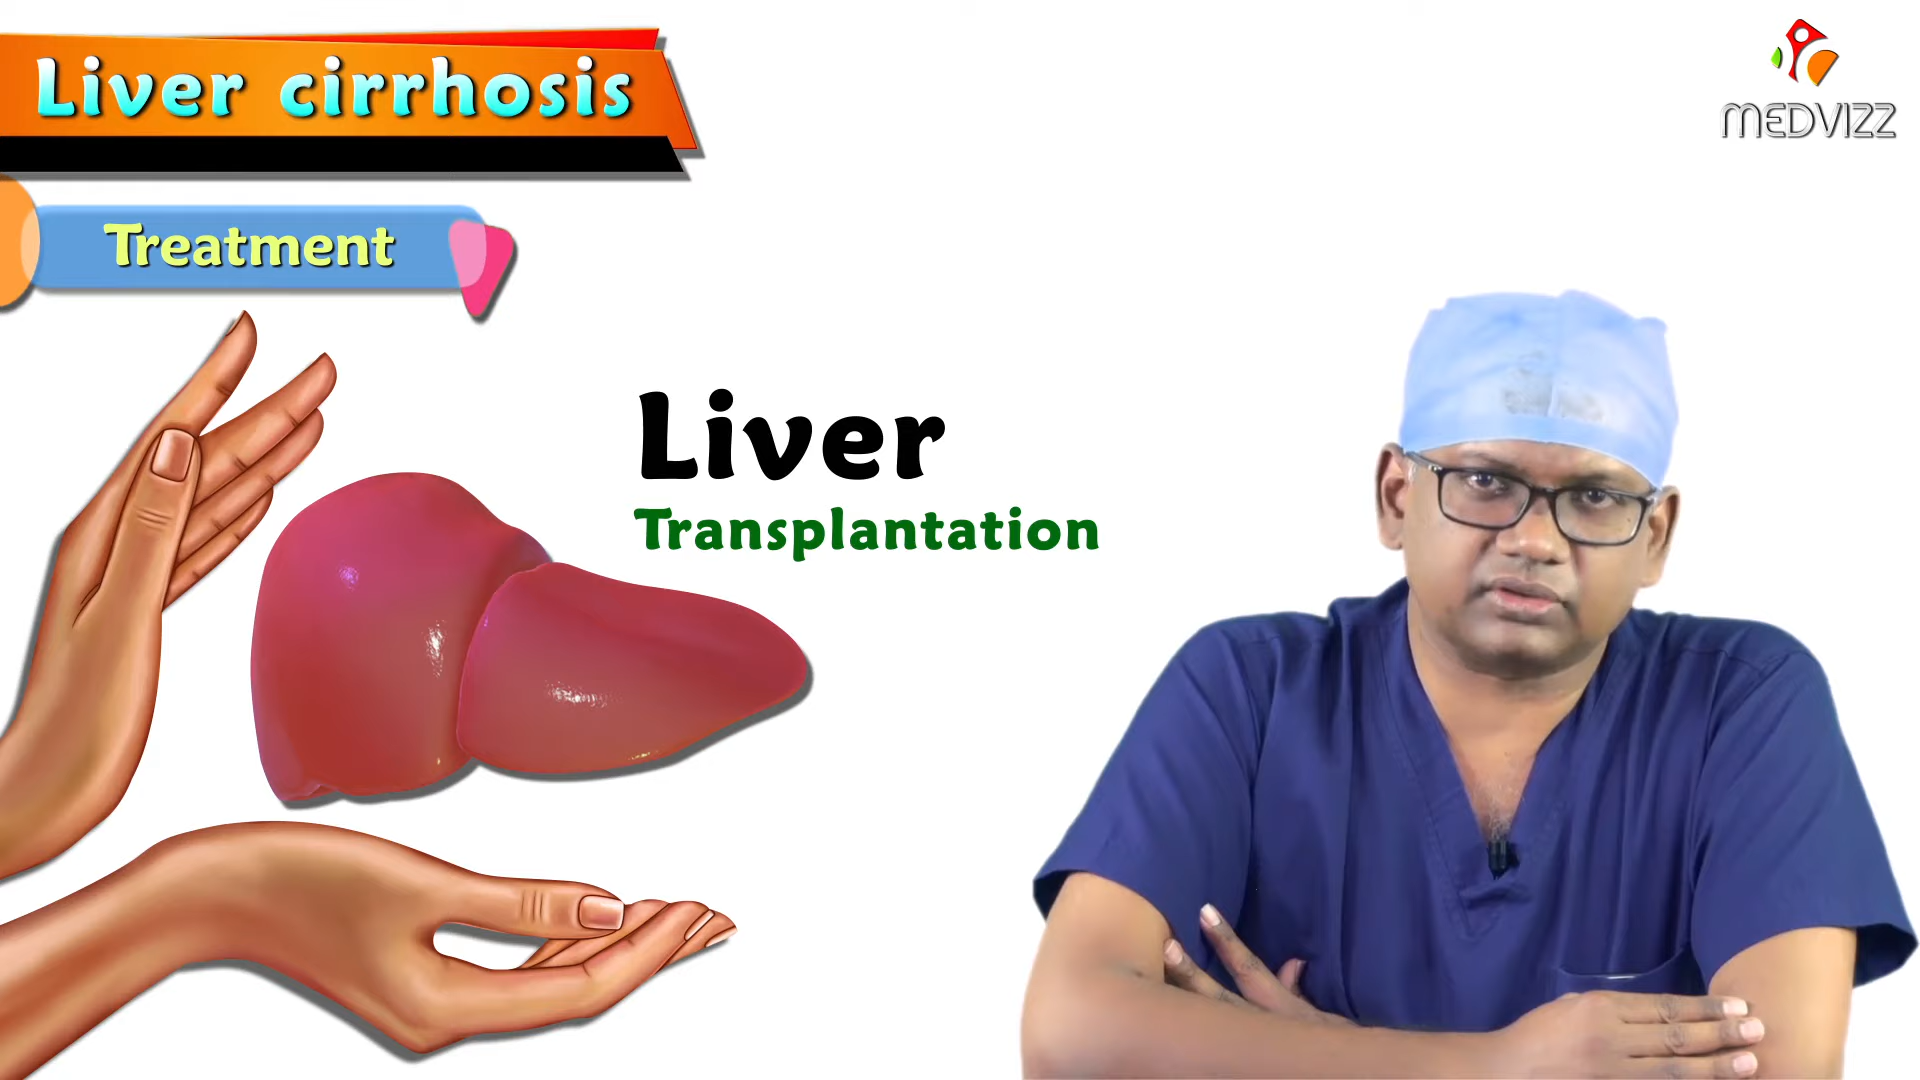 Liver cirrhosis
MEDVIZZ
Treatment
Liver
Transplantation